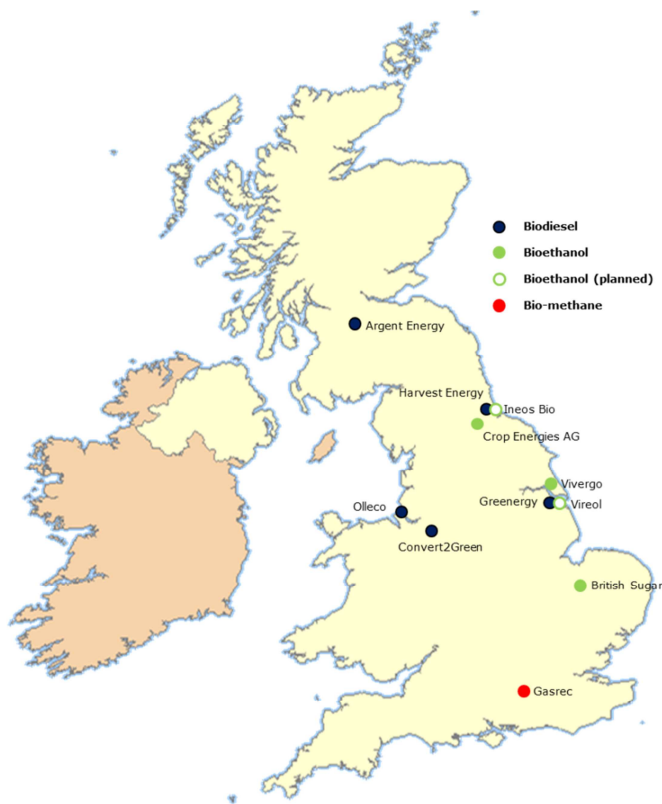 Biodiesel
Bioethanol
Bioethanol (planned)
Bio-methane
Argent Energy
Harvest Energy
Ineos Bio
Crop Energies AG
Vivergo
Greenergy
Vireol
Olleco
Convert2Green
British Sugar
Gasrec